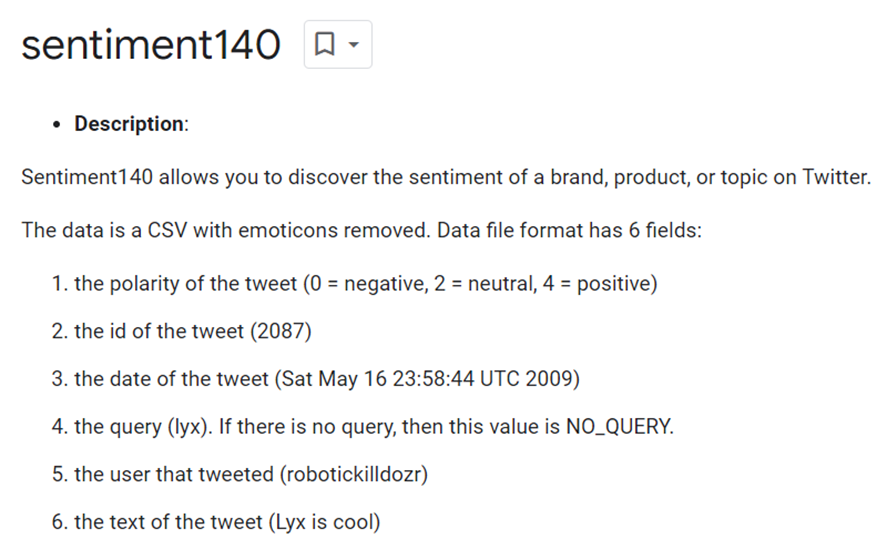 sentiment140
• Description:
Sentiment140 allows you to discover the sentiment of a brand, product, or topic on Twitter.
The data is a CSV with emoticons removed. Data file format has 6 fields:
1. the polarity of the tweet (0 = negative, 2 = neutral, 4 = positive)
2. the id of the tweet (2087)
3. the date of the tweet (Sat May 16 23:58:44 UTC 2009)
4. the query (lyx). If there is no query, then this value is NO_QUERY.
5. the user that tweeted (robotickilldozr)
6. the text of the tweet (Lyx is cool)